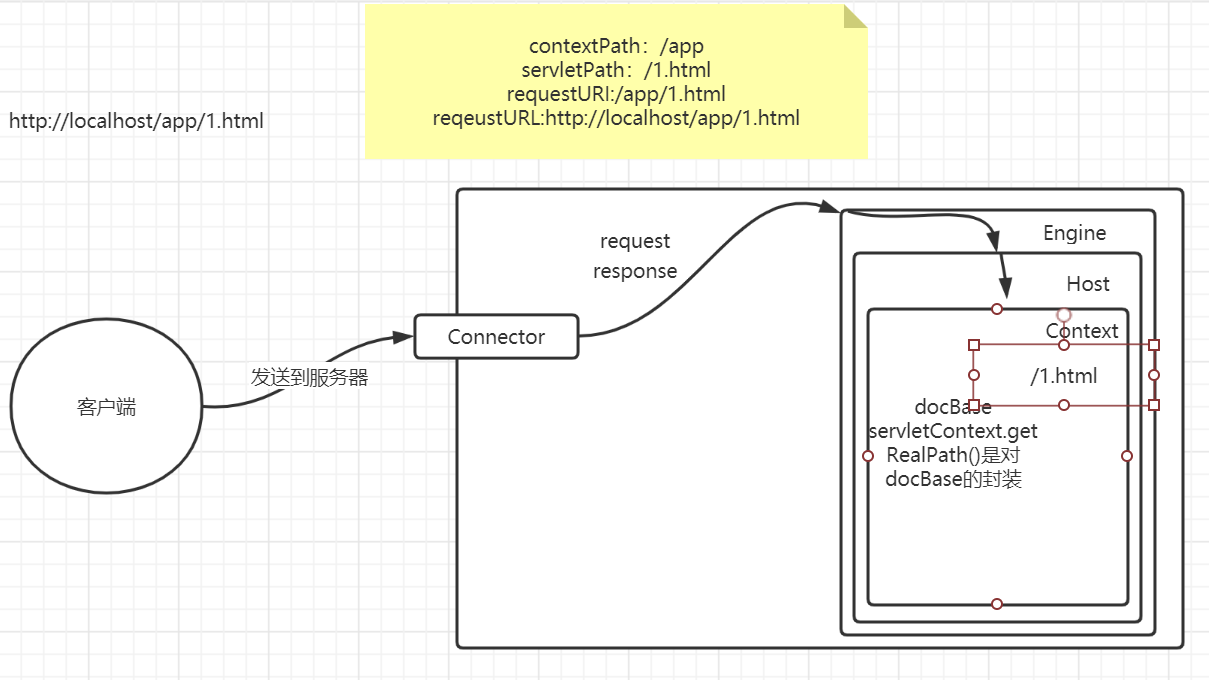 contextPath：/app
servletPath：/1.html
requestURI:/app/1.html
reqeustURL:http://localhost/app/1.html
http://localhost/app/1.html
request
response
Engine
Host
Connector
Context
发送到服务器
/1.html
客户端
docBase
servletContext.get
RealPath()是对
docBase的封装